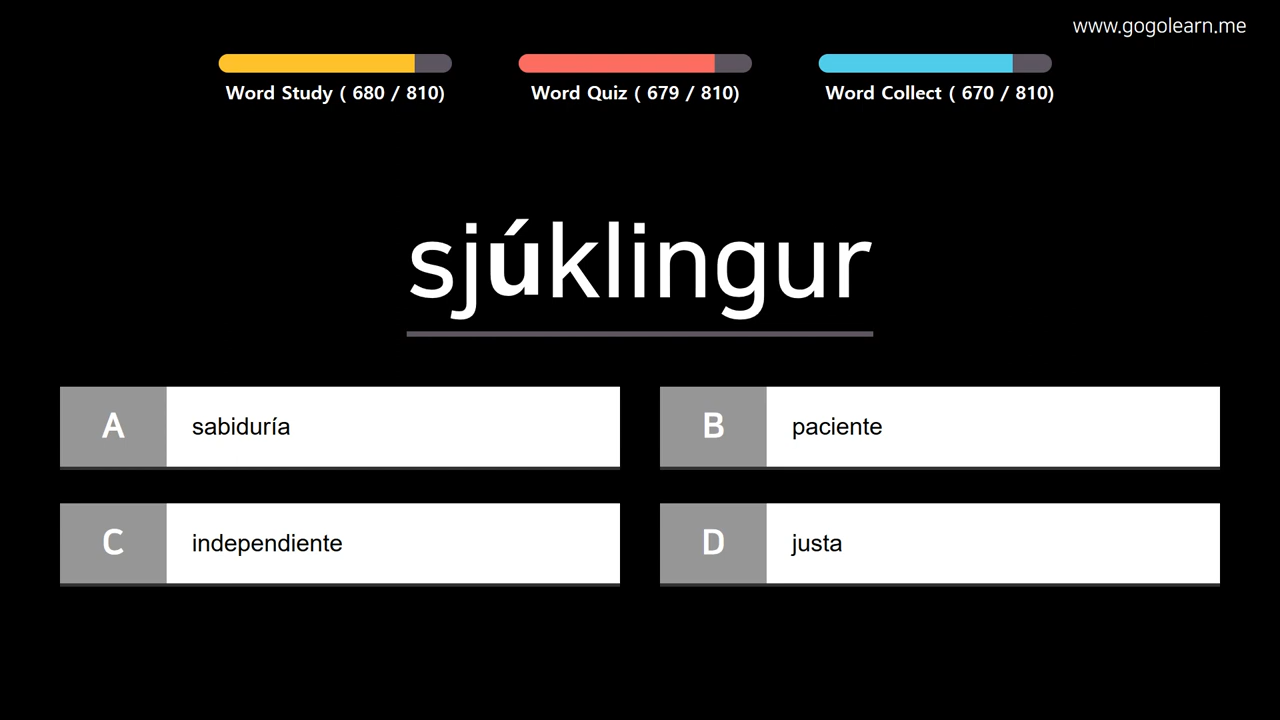 www.gogolearn.me
Word Study ( 680 / 810)
Word Quiz ( 679 / 810)
Word Collect ( 670 / 810)
sjúklingur
A sabiduría
B paciente
C independiente
D justa